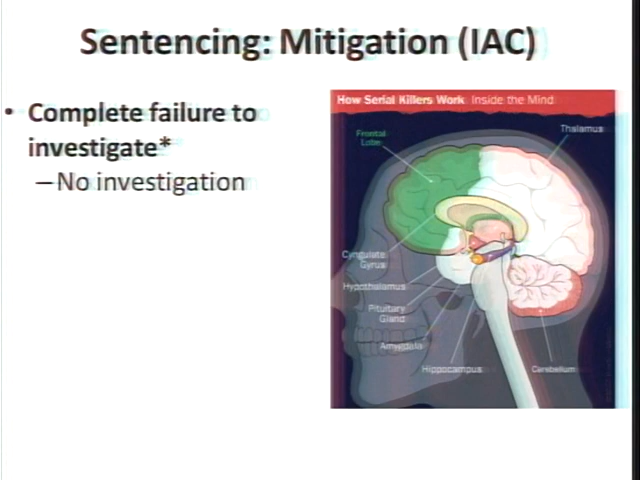 Sentencing: Mitigation (IAC)
• Complete failure to
investigate*
–No investigation
How Serial Killers Work Inside the Mind
Frontal
Lobe
Thalamus
Cyngulate
Gyrus
Hypothalamus
Pituitary
Gland
Amygdala
Hippocampus
Cerebellum